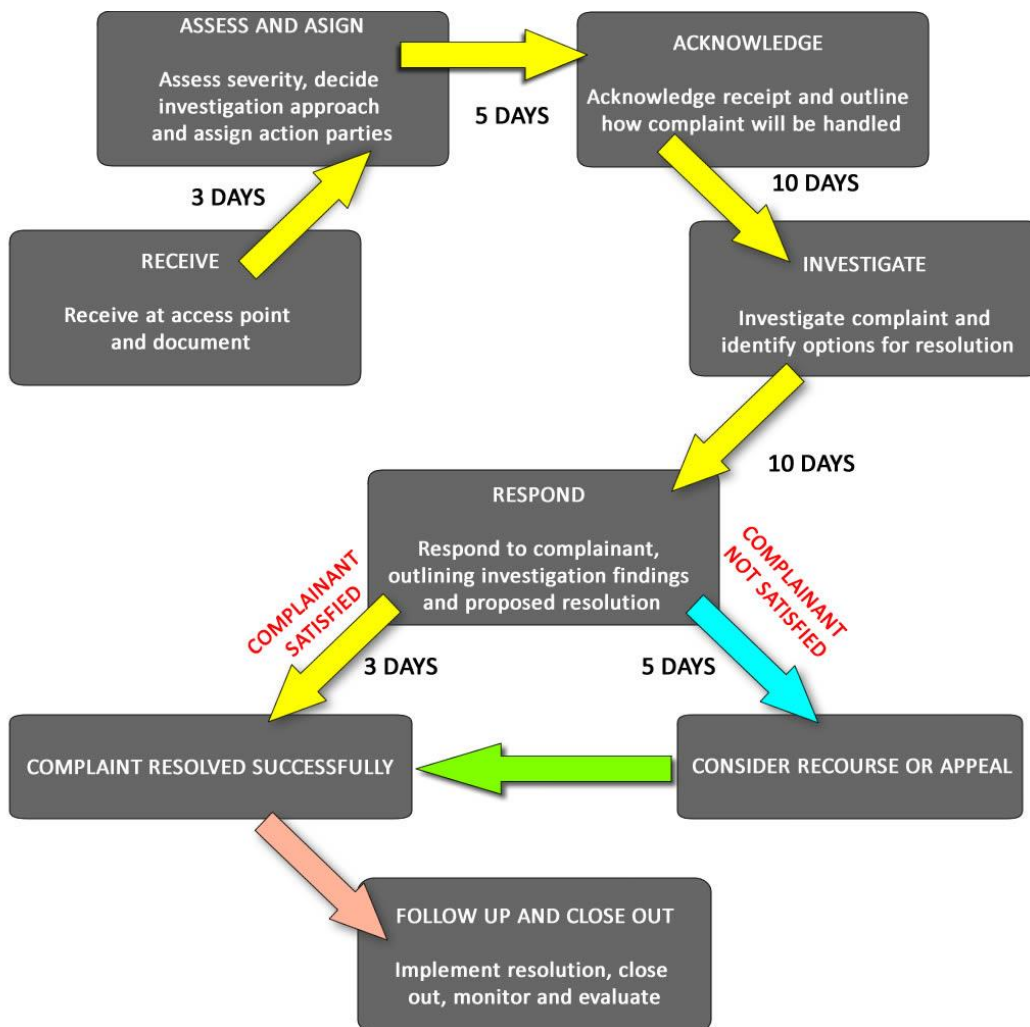 ASSESS AND ASIGN
Assess severity, decide
investigation approach
and assign action parties
5 DAYS
ACKNOWLEDGE
Acknowledge receipt and outline
how complaint will be handled
3 DAYS
10 DAYS
RECEIVE
Receive at access point
and document
INVESTIGATE
Investigate complaint and
identify options for resolution
10 DAYS
RESPOND
Respond to complainant,
outlining investigation findings
and proposed resolution
COMPLAINANT
SATISFIED
3 DAYS
COMPLAINANT
NOT SATISFIED
5 DAYS
COMPLAINT RESOLVED SUCCESSFULLY
CONSIDER RECOURSE OR APPEAL
FOLLOW UP AND CLOSE OUT
Implement resolution, close
out, monitor and evaluate